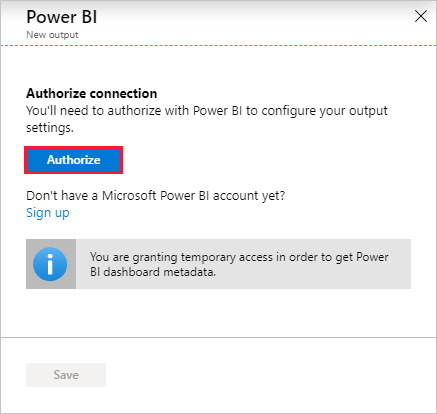 Power BI
New output
Authorize connection
You'll need to authorize with Power BI to configure your output
settings.
Authorize
Don't have a Microsoft Power BI account yet?
Sign up
You are granting temporary access in order to get Power
BI dashboard metadata.
Save